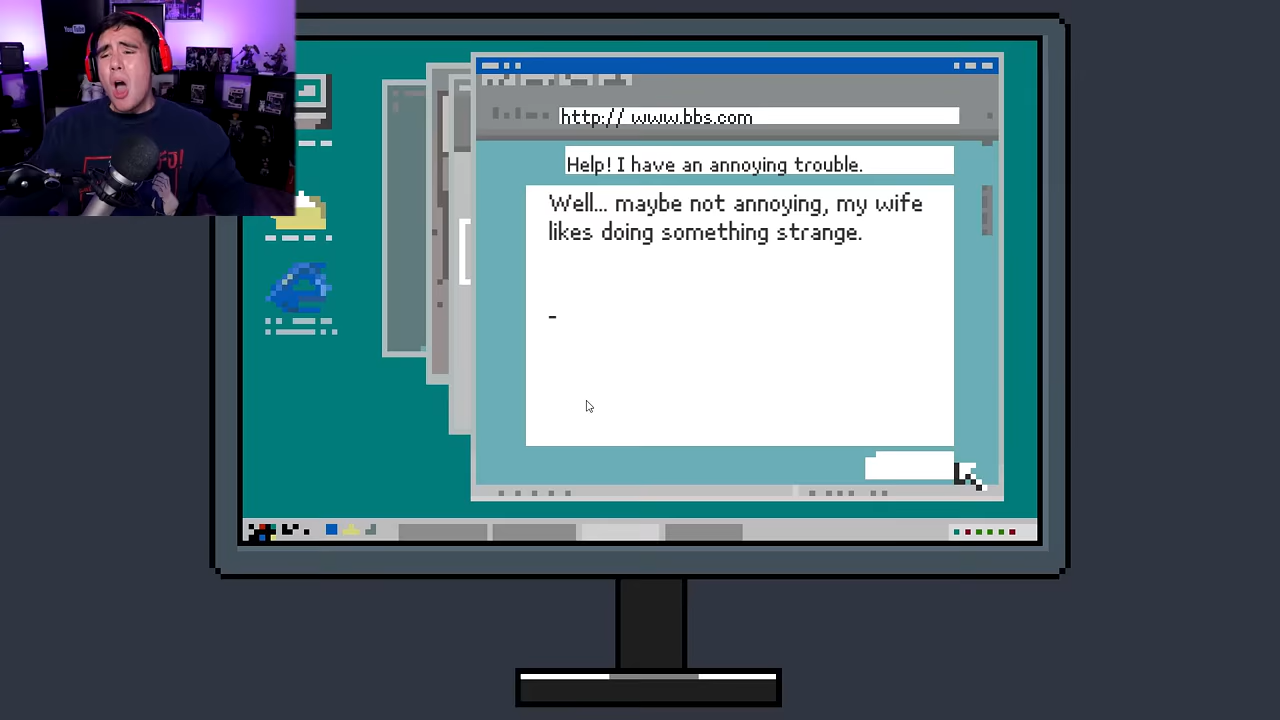 http:// www.bbs.com
Help! I have an annoying trouble.
Well... maybe not annoying, my wife
likes doing something strange.
-